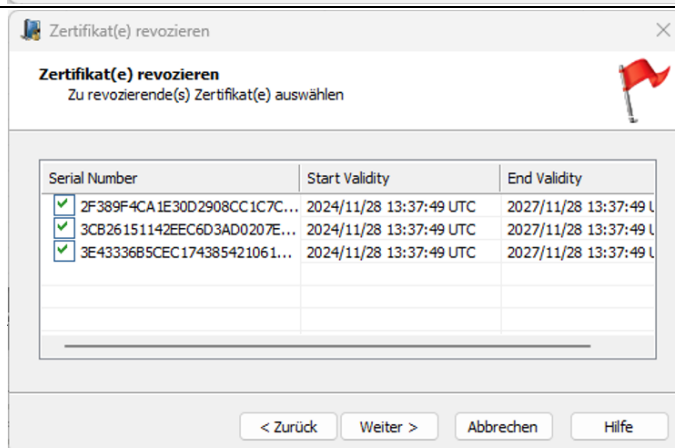 Zertifikat(e) revozieren
Zertifikat(e) revozieren
Zu revozierende(s) Zertifikat(e) auswählen
Serial Number Start Validity End Validity
2F389F4CA1E30D2908CC1C7C... 2024/11/28 13:37:49 UTC 2027/11/28 13:37:49 U
3CB26151142EEC6D3AD0207E... 2024/11/28 13:37:49 UTC 2027/11/28 13:37:49 U
3E43336B5CEC174385421061... 2024/11/28 13:37:49 UTC 2027/11/28 13:37:49 U
< Zurück Weiter > Abbrechen Hilfe